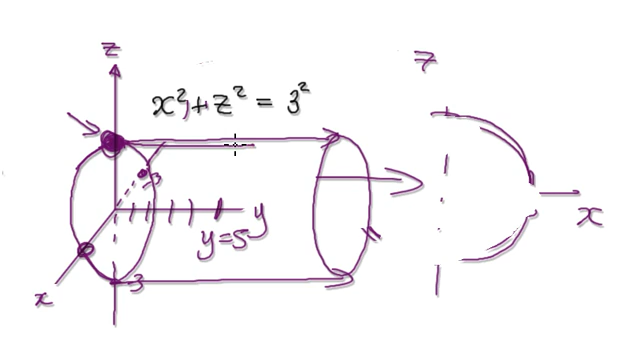 z
x² + z² = 3²
3
y
y=5
3
x
x